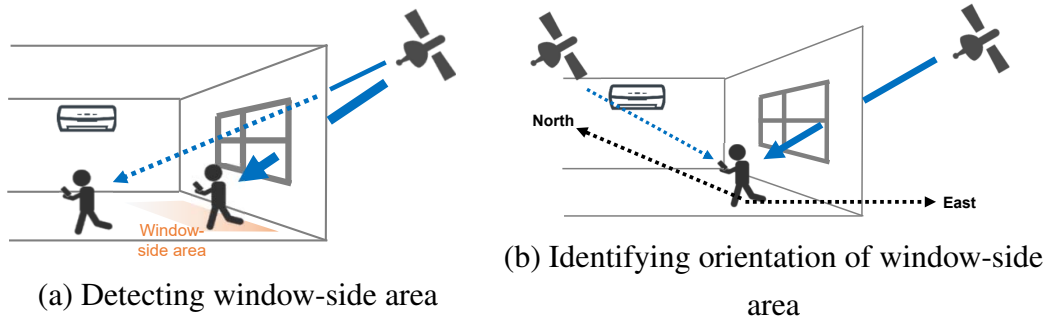 Window-
side area
(a) Detecting window-side area
North
East
(b) Identifying orientation of window-side
area